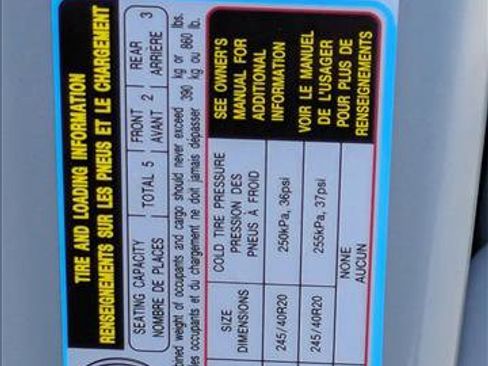 TIRE AND LOADING INFORMATION
RENSEIGNEMENTS SUR LES PNEUS ET LE CHARGEMENT
SEATING CAPACITY TOTAL 5 FRONT 2 REAR 3
NOMBRE DE PLACES AVANT ARRIÈRE
weight of occupants and cargo should never exceed 390 kg or 860 lbs.
occupants et du chargement ne doit jamais dépasser kg ou lb.
SIZE COLD TIRE PRESSURE
DIMENSIONS PRESSION DES
PNEUS À FROID
245/40R20 250kPa, 36psi
245/40R20 255kPa, 37psi
NONE
AUCUN
SEE OWNER'S
MANUAL FOR
ADDITIONAL
INFORMATION
VOIR LE MANUEL
DE L'USAGER
POUR PLUS DE
RENSEIGNEMENTS